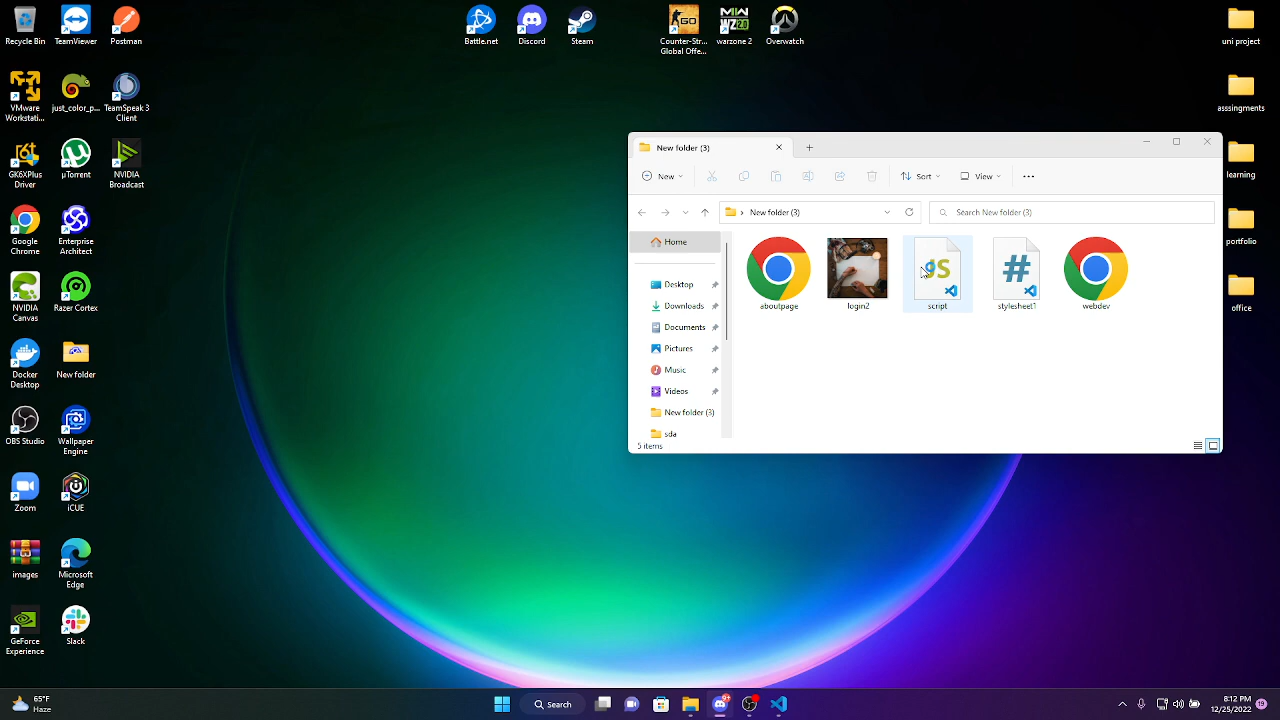 Recycle Bin
TeamViewer
Postman
Battle.net
Discord
Steam
Counter-Str...
Global Offe...
warzone 2
Overwatch
uni project
VMware
Workstati...
just_color_p...
TeamSpeak 3
Client
asssingments
GK6XPlus
Driver
µTorrent
NVIDIA
Broadcast
learning
Google
Chrome
Enterprise
Architect
portfolio
NVIDIA
Canvas
Razer Cortex
office
Docker
Desktop
New folder
OBS Studio
Wallpaper
Engine
Zoom
iCUE
images
Microsoft
Edge
GeForce
Experience
Slack
New folder (3)
New
Sort
View
New folder (3)
Search New folder (3)
Home
Desktop
Downloads
Documents
Pictures
Music
Videos
New folder (3)
sda
JS
#
aboutpage
login2
script
stylesheet1
webdev
5 items
65°F
Haze
Search
8:12 PM
12/25/2022